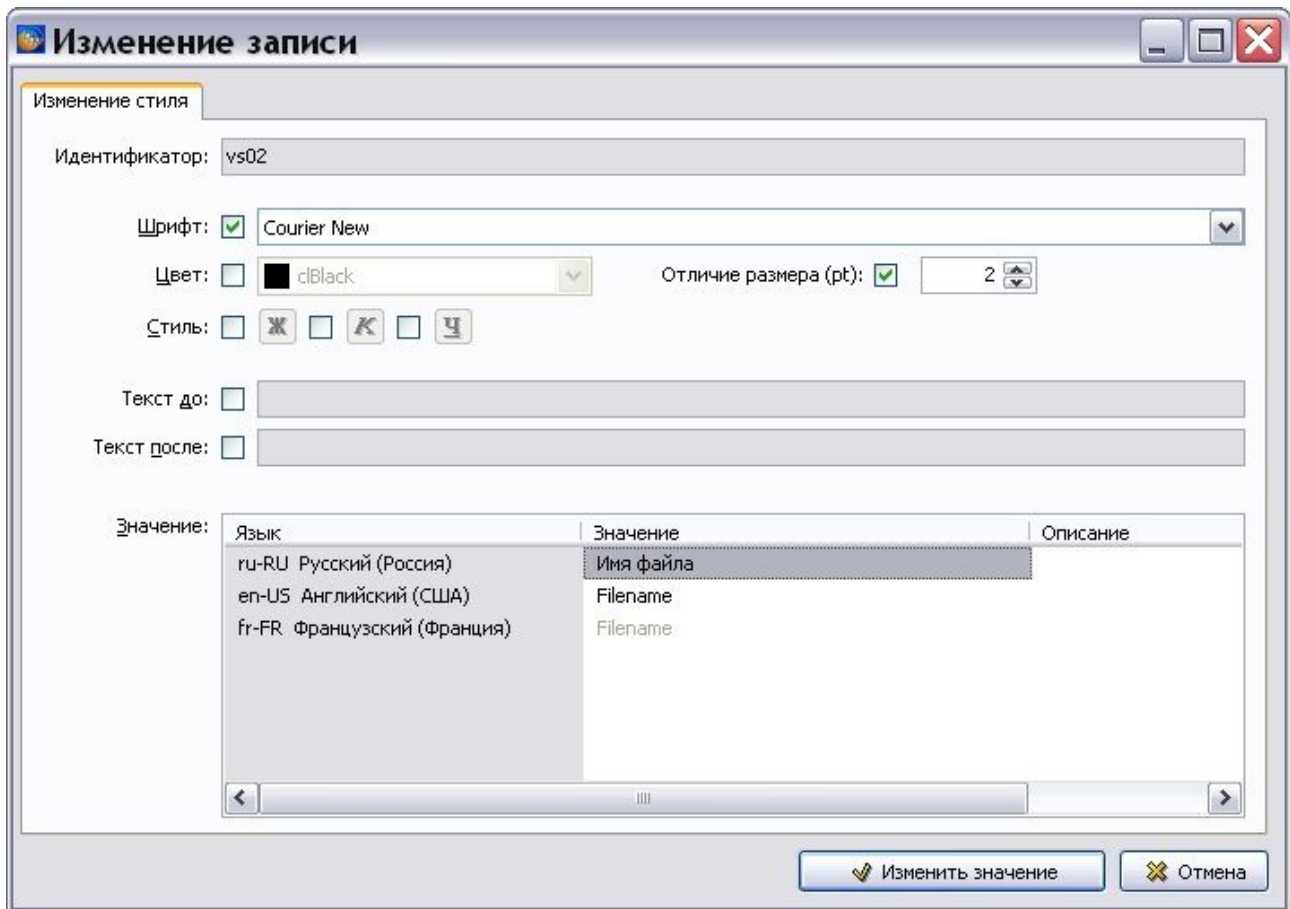 Изменение записи
Изменение стиля
Идентификатор: vs02
Шрифт: Courier New
Цвет: clBlack Отличие размера (pt): 2
Стиль: Ж К Ч
Текст до:
Текст после:
Значение: Язык Значение Описание
ru-RU Русский (Россия) Имя файла
en-US Английский (США) Filename
fr-FR Французский (Франция) Filename
Изменить значение Отмена